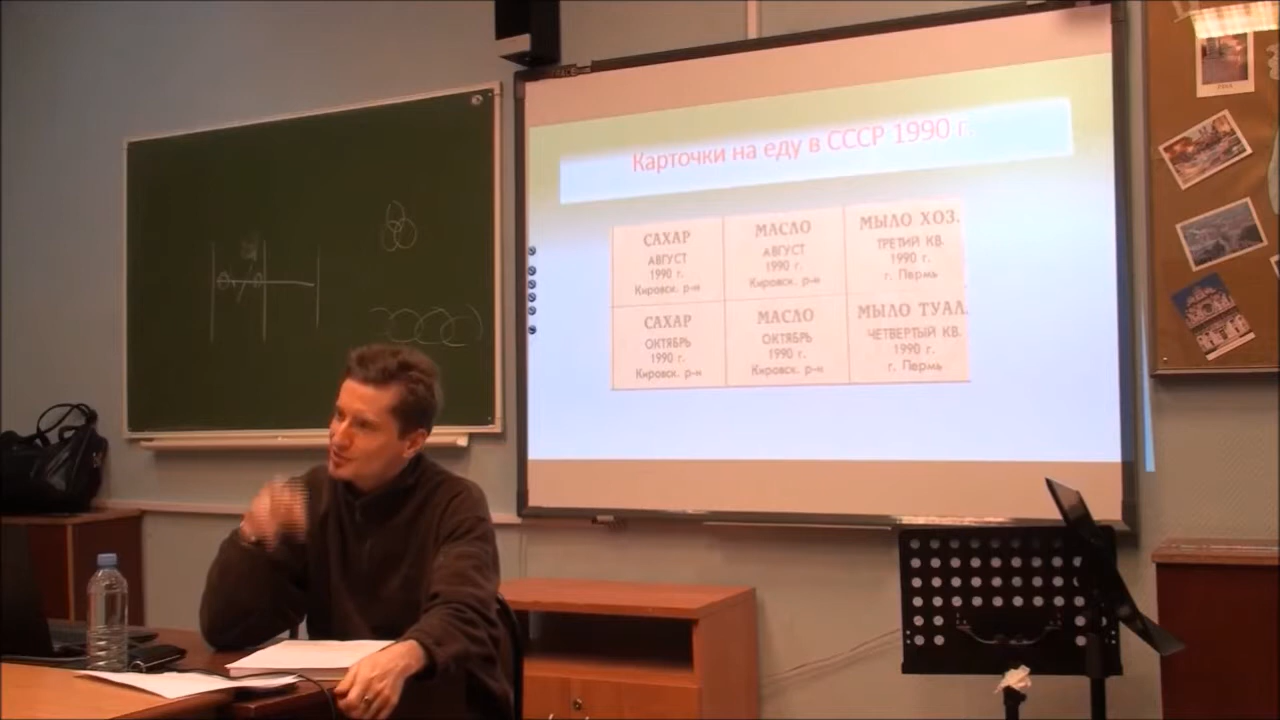 Карточки на еду в СССР 1990 г.
САХАР
АВГУСТ
1990 г.
Кировск. р-н
МАСЛО
АВГУСТ
1990 г.
Кировск. р-н
МЫЛО ХОЗ.
ТРЕТИЙ КВ.
1990 г.
г. Пермь
САХАР
ОКТЯБРЬ
1990 г.
Кировск. р-н
МАСЛО
ОКТЯБРЬ
1990 г.
Кировск. р-н
МЫЛО ТУАЛ.
ЧЕТВЕРТЫЙ КВ.
1990 г.
г. Пермь